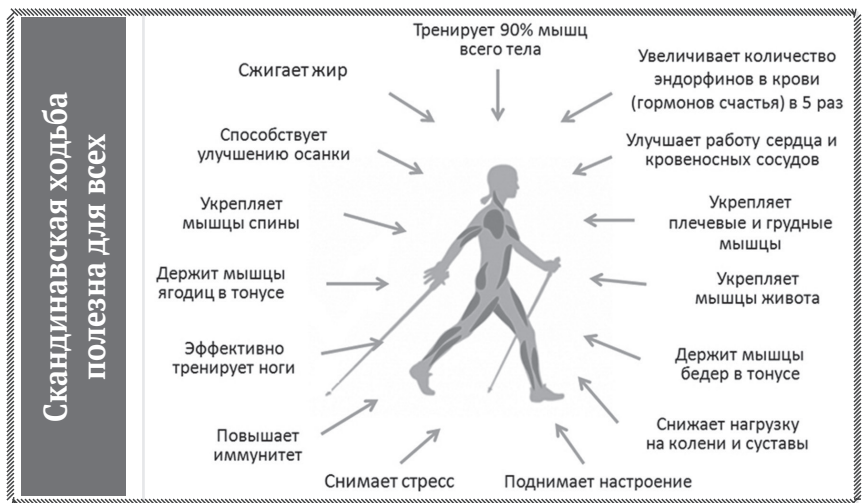 Скандинавская ходьба
полезна для всех
Тренирует 90% мышц
всего тела
Сжигает жир
Способствует
улучшению осанки
Укрепляет
мышцы спины
Держит мышцы
ягодиц в тонусе
Эффективно
тренирует ноги
Повышает
иммунитет
Снимает стресс
Увеличивает количество
эндорфинов в крови
(гормонов счастья) в 5 раз
Улучшает работу сердца и
кровеносных сосудов
Укрепляет
плечевые и грудные
мышцы
Укрепляет
мышцы живота
Держит мышцы
бедер в тонусе
Снижает нагрузку
на колени и суставы
Поднимает настроение